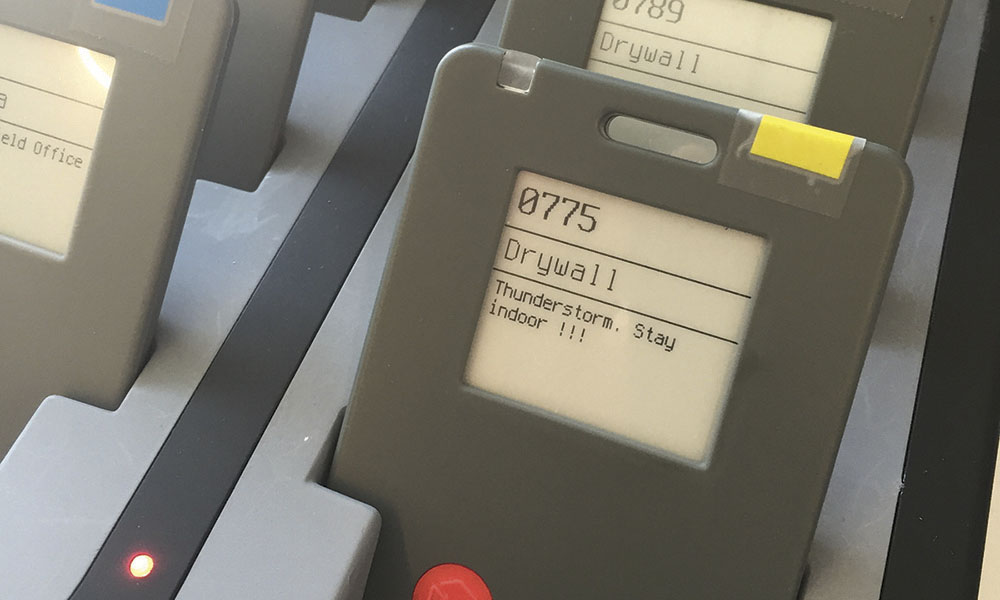 0789
Drywall
a
eld Office
0775
Drywall
Thunderstorm. Stay
indoor !!!